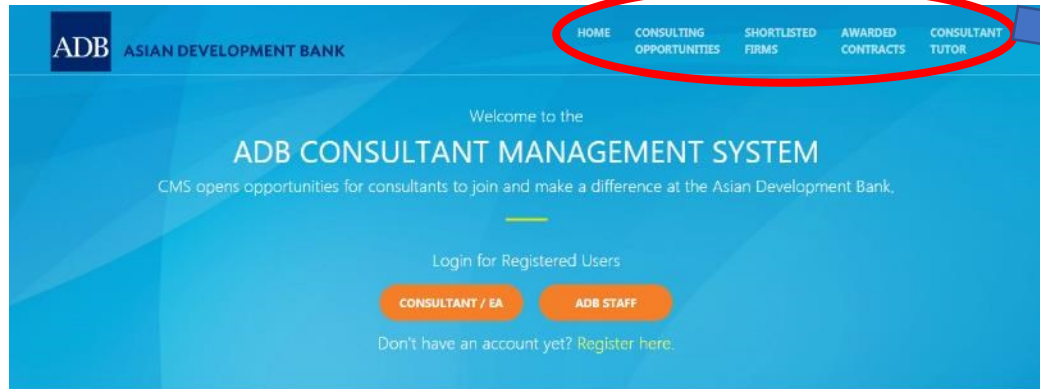 ADB ASIAN DEVELOPMENT BANK
HOME
CONSULTING
OPPORTUNITIES
SHORTLISTED
FIRMS
AWARDED
CONTRACTS
CONSULTANT
TUTOR
Welcome to the
ADB CONSULTANT MANAGEMENT SYSTEM
CMS opens opportunities for consultants to join and make a difference at the Asian Development Bank.
Login for Registered Users
CONSULTANT / EA
ADB STAFF
Don't have an account yet? Register here.